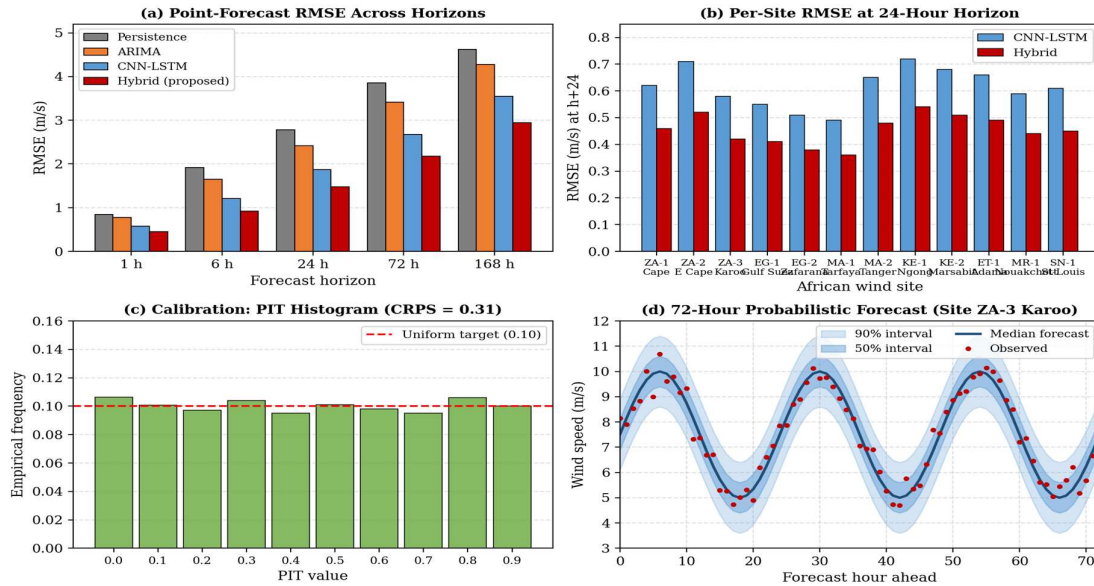 (a) Point-Forecast RMSE Across Horizons
Persistence
ARIMA
CNN-LSTM
Hybrid (proposed)
RMSE (m/s)
5
4
3
2
1
0
1 h 6 h 24 h 72 h 168 h
Forecast horizon
(b) Per-Site RMSE at 24-Hour Horizon
CNN-LSTM
Hybrid
RMSE (m/s) at h+24
0.8
0.7
0.6
0.5
0.4
0.3
0.2
0.1
0.0
ZA-1 ZA-2 ZA-3 EG-1 EG-2 MA-1 MA-2 KE-1 KE-2 ET-1 MR-1 SN-1
Cape E Cape Karoo Gulf Suez Zafarana Tarfaya Tanger Ngong Marsabit Adama Nouakchott St-Louis
African wind site
(c) Calibration: PIT Histogram (CRPS = 0.31)
Uniform target (0.10)
Empirical frequency
0.16
0.14
0.12
0.10
0.08
0.06
0.04
0.02
0.00
0.0 0.1 0.2 0.3 0.4 0.5 0.6 0.7 0.8 0.9
PIT value
(d) 72-Hour Probabilistic Forecast (Site ZA-3 Karoo)
90% interval
50% interval
Median forecast
Observed
Wind speed (m/s)
12
11
10
9
8
7
6
5
4
3
0 10 20 30 40 50 60 70
Forecast hour ahead